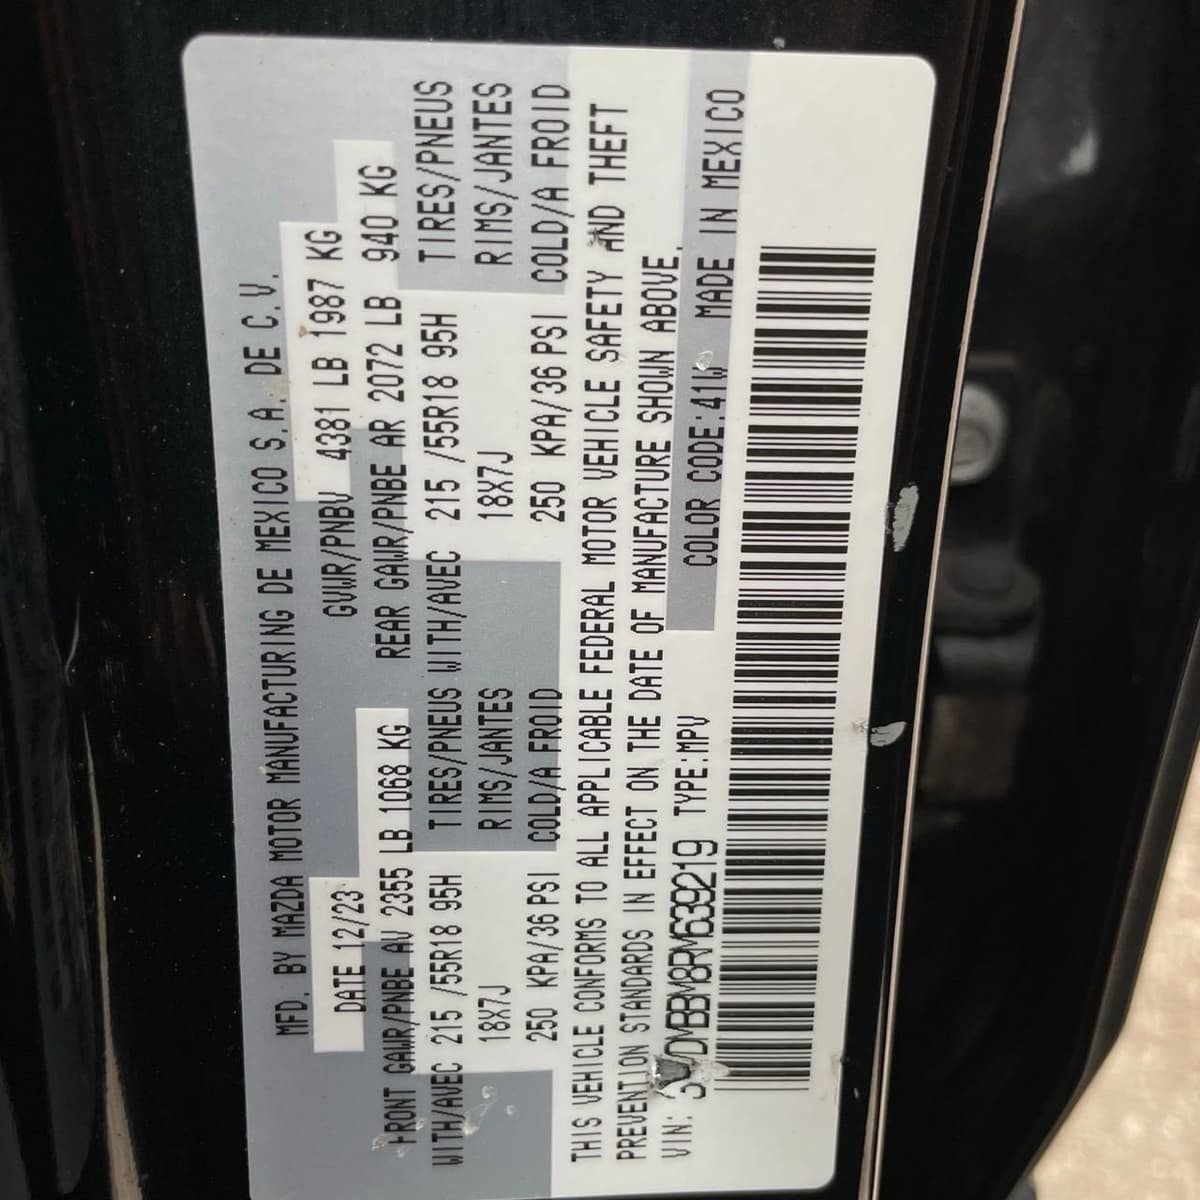 MFD. BY MAZDA MOTOR MANUFACTURING DE MEXICO S.A. DE C.V.
DATE 12/23 GVWR/PNBV 4381 LB 1987 KG
FRONT GAWR/PNBE AV 2355 LB 1068 KG REAR GAWR/PNBE AR 2072 LB 940 KG
WITH/AVEC 215 /55R18 95H TIRES/PNEUS WITH/AVEC 215 /55R18 95H TIRES/PNEUS
18X7J RIMS/JANTES 18X7J RIMS/JANTES
250 KPA/36 PSI COLD/A FROID 250 KPA/36 PSI COLD/A FROID
THIS VEHICLE CONFORMS TO ALL APPLICABLE FEDERAL MOTOR VEHICLE SAFETY AND THEFT
PREVENTION STANDARDS IN EFFECT ON THE DATE OF MANUFACTURE SHOWN ABOVE.
VIN: TYPE:MPV COLOR CODE:41W MADE IN MEXICO